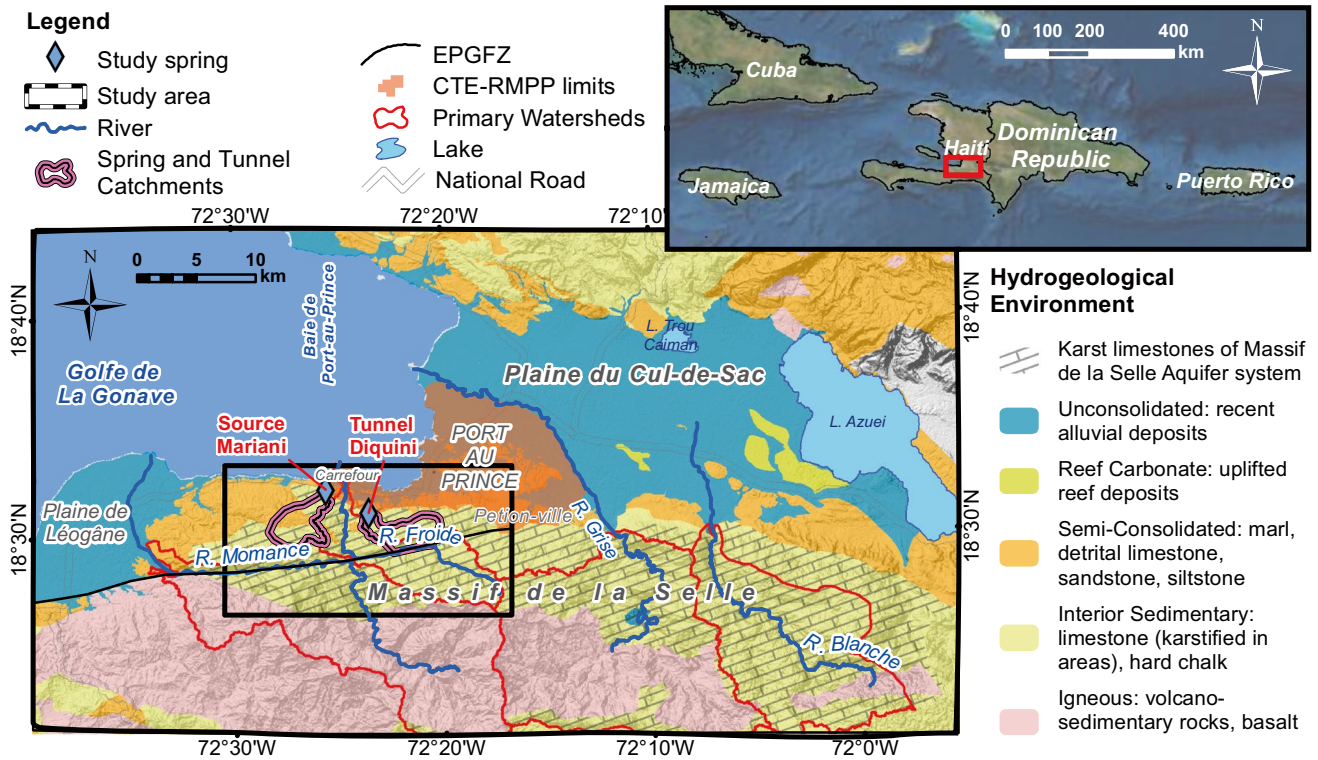 Legend
Study spring
Study area
River
Spring and Tunnel
Catchments
EPGFZ
CTE-RMPP limits
Primary Watersheds
Lake
National Road
0 100 200 400
km
N
Cuba
Haiti
Dominican
Republic
Jamaica
Puerto Rico
72°30'W
72°20'W
72°10'
18°40'N
18°30'N
N
0 5 10
km
Baie de
Port-au-Prince
Golfe de
La Gonave
L. Trou
Caiman
Plaine du Cul-de-Sac
L. Azuei
Source
Mariani
Tunnel
Diquini
PORT
AU
PRINCE
Carrefour
Petion-ville
Plaine de
Léogâne
R. Momance
R. Froide
R. Grise
Massif de la Selle
R. Blanche
18°40'N
18°30'N
72°30'W
72°20'W
72°10'W
72°0'W
Hydrogeological
Environment
Karst limestones of Massif
de la Selle Aquifer system
Unconsolidated: recent
alluvial deposits
Reef Carbonate: uplifted
reef deposits
Semi-Consolidated: marl,
detrital limestone,
sandstone, siltstone
Interior Sedimentary:
limestone (karstified in
areas), hard chalk
Igneous: volcano-
sedimentary rocks, basalt